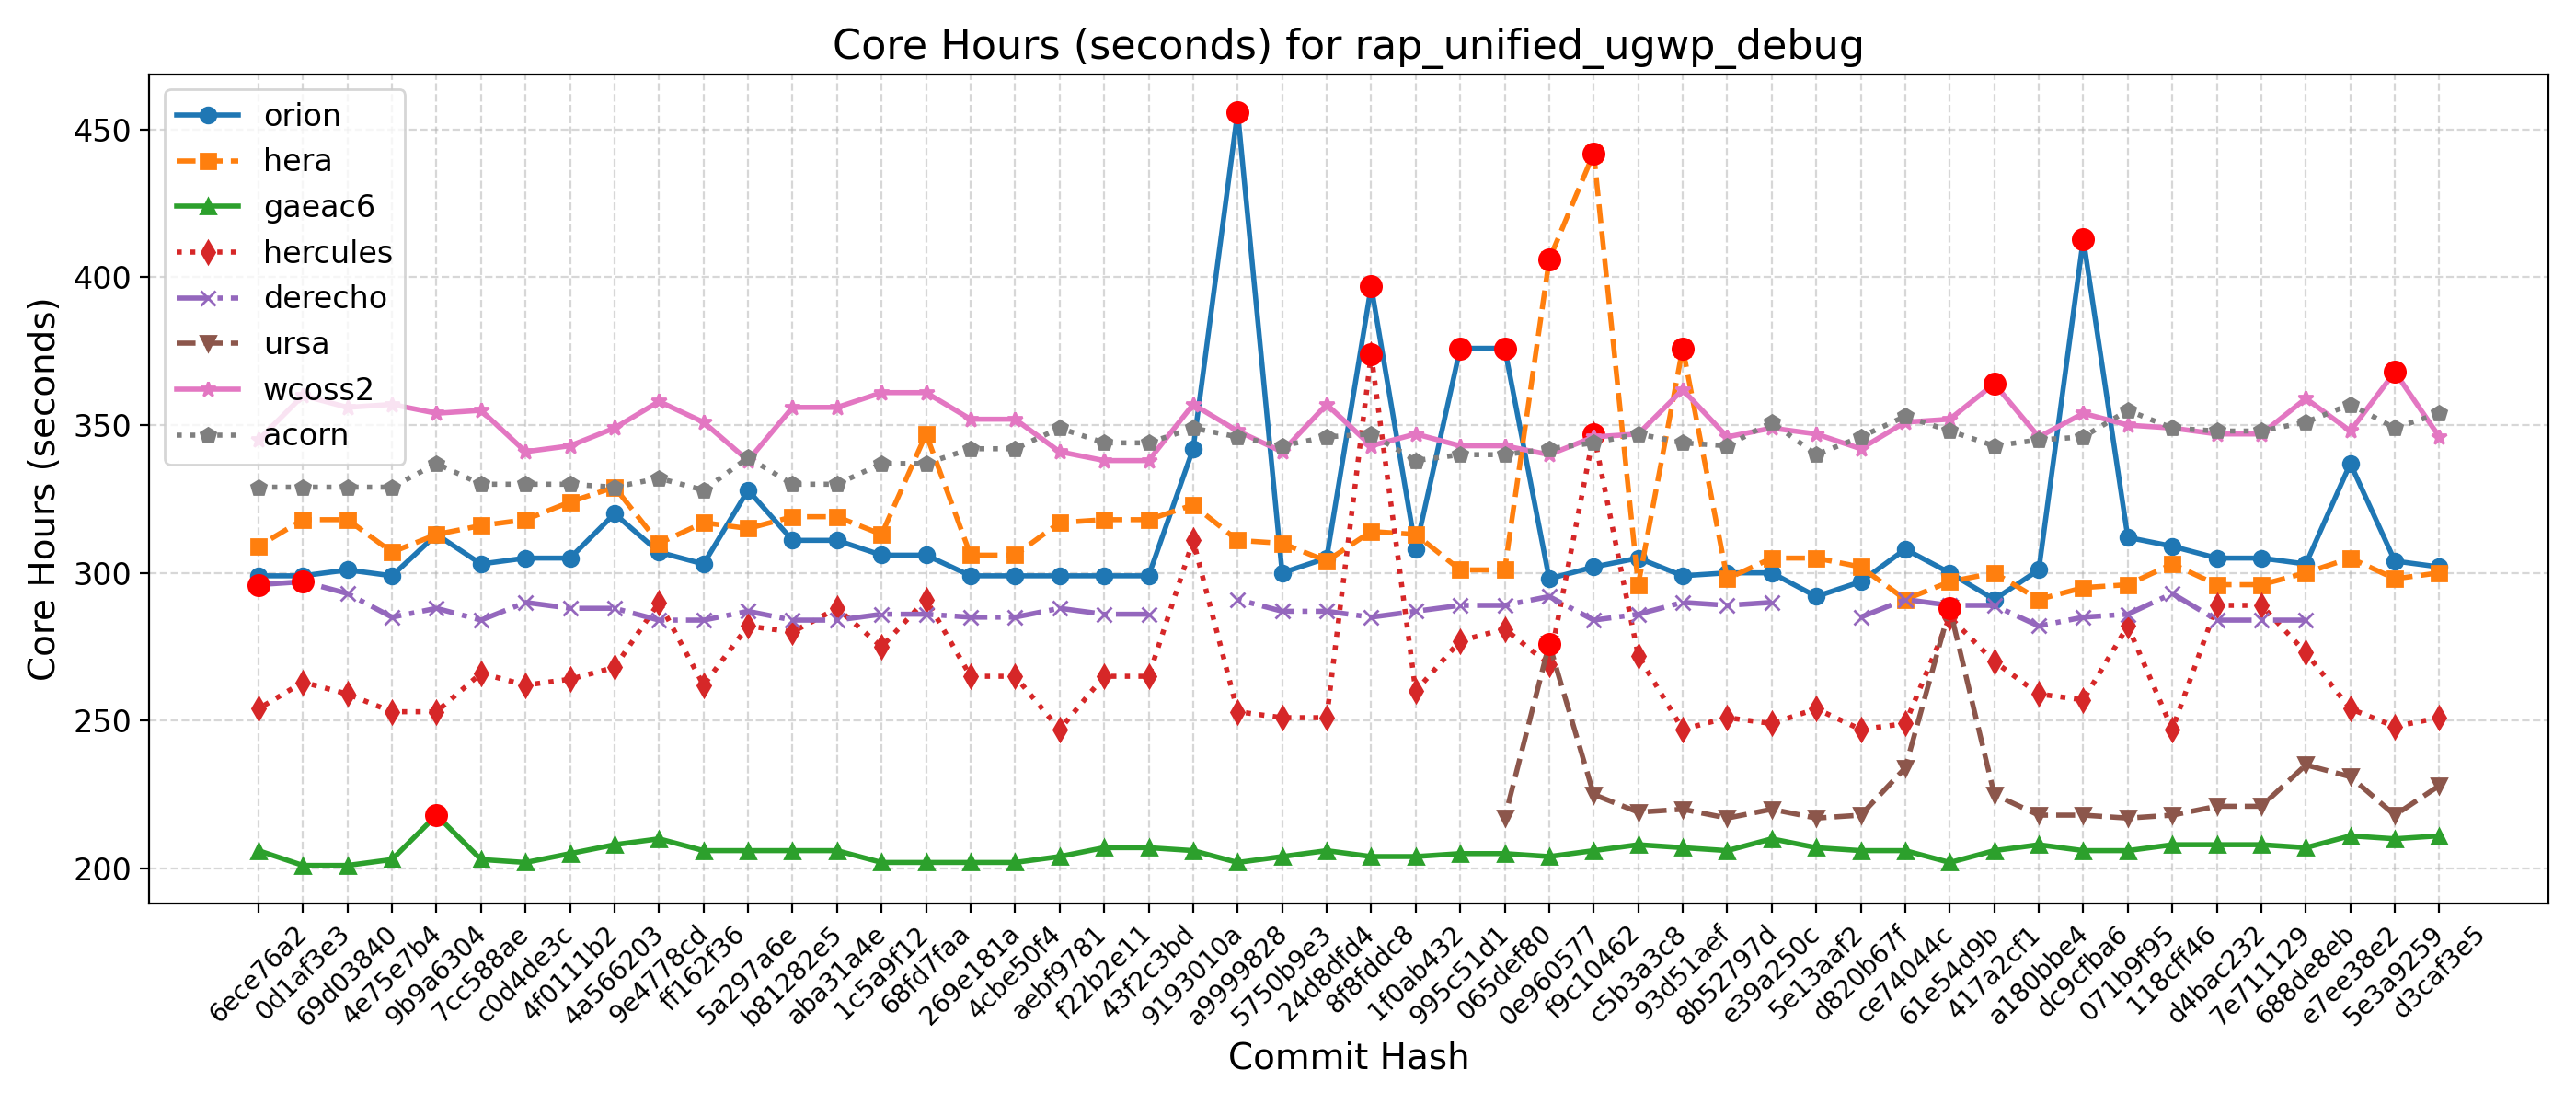 Core Hours (seconds) for rap_unified_ugwp_debug
Core Hours (seconds)
450
400
350
300
250
200
orion
hera
gaeac6
hercules
derecho
ursa
wcoss2
acorn
6ece76a2
0d1af3e3
69d03840
4e75e7b4
9b9a6304
7cc588ae
c0d4de3c
4f0111b2
4a566203
9e4778cd
ff162f36
5a297a6e
b81282e5
aba31a4e
1c5a9f12
68fd7faa
269e181a
4cbe50f4
aebf9781
f22b2e11
43f2c3bd
9193010a
a9999828
5750b9e3
24d8dfd4
8f8fddc8
1f0ab432
995c51d1
065def80
0e960577
f9c10462
c5b3a3c8
93d51aef
8b52797d
e39a250c
5e13aaf2
d820b67f
ce74044c
61e54d9b
417a2cf1
a180bbe4
dc9cfba6
071b9f95
118cff46
d4bac232
7e711129
688de8eb
e7ee38e2
5e3a9259
d3caf3e5
Commit Hash